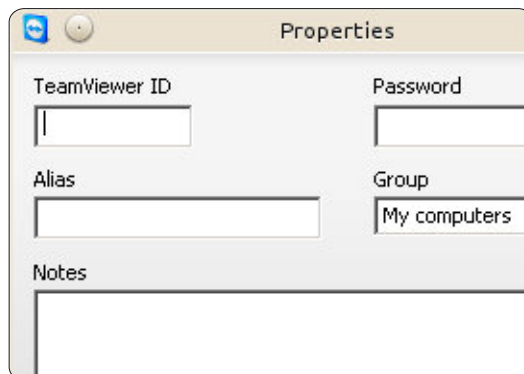 Properties
TeamViewer ID
Password
Alias
Group
My computers
Notes